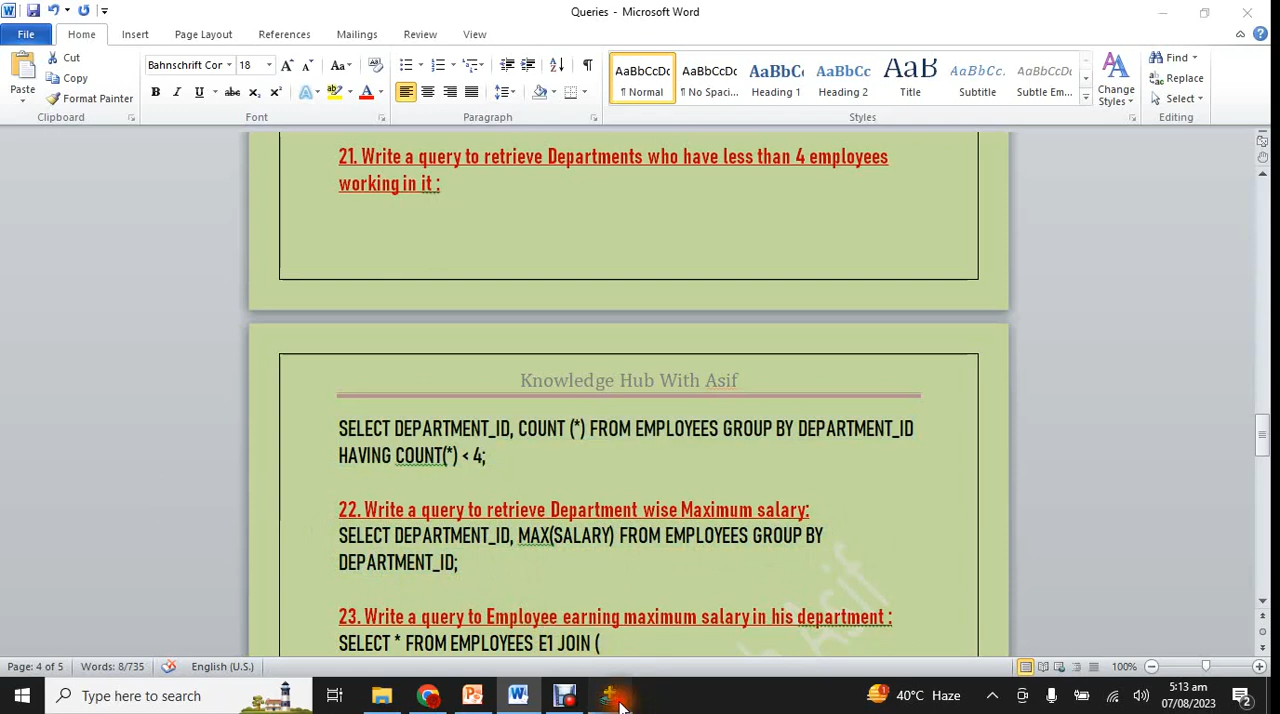 Queries - Microsoft Word
File Home Insert Page Layout References Mailings Review View
Cut
Copy
Format Painter
Paste
Clipboard
Bahnschrift Cor 18
Font
Paragraph
AaBbCcDc AaBbCcDc AaBbC AaBbCc AaB AaBbCc. AaBbCcDc
¶ Normal ¶ No Spaci... Heading 1 Heading 2 Title Subtitle Subtle Em...
Change Styles
Styles
Find
Replace
Select
Editing
21. Write a query to retrieve Departments who have less than 4 employees
working in it :
Knowledge Hub With Asif
SELECT DEPARTMENT_ID, COUNT (*) FROM EMPLOYEES GROUP BY DEPARTMENT_ID
HAVING COUNT(*) < 4;
22. Write a query to retrieve Department wise Maximum salary:
SELECT DEPARTMENT_ID, MAX(SALARY) FROM EMPLOYEES GROUP BY
DEPARTMENT_ID;
23. Write a query to Employee earning maximum salary in his department :
SELECT * FROM EMPLOYEES E1 JOIN (
Asif
Page: 4 of 5 Words: 8/735 English (U.S.) 100%
Type here to search
40°C Haze
5:13 am
07/08/2023
2